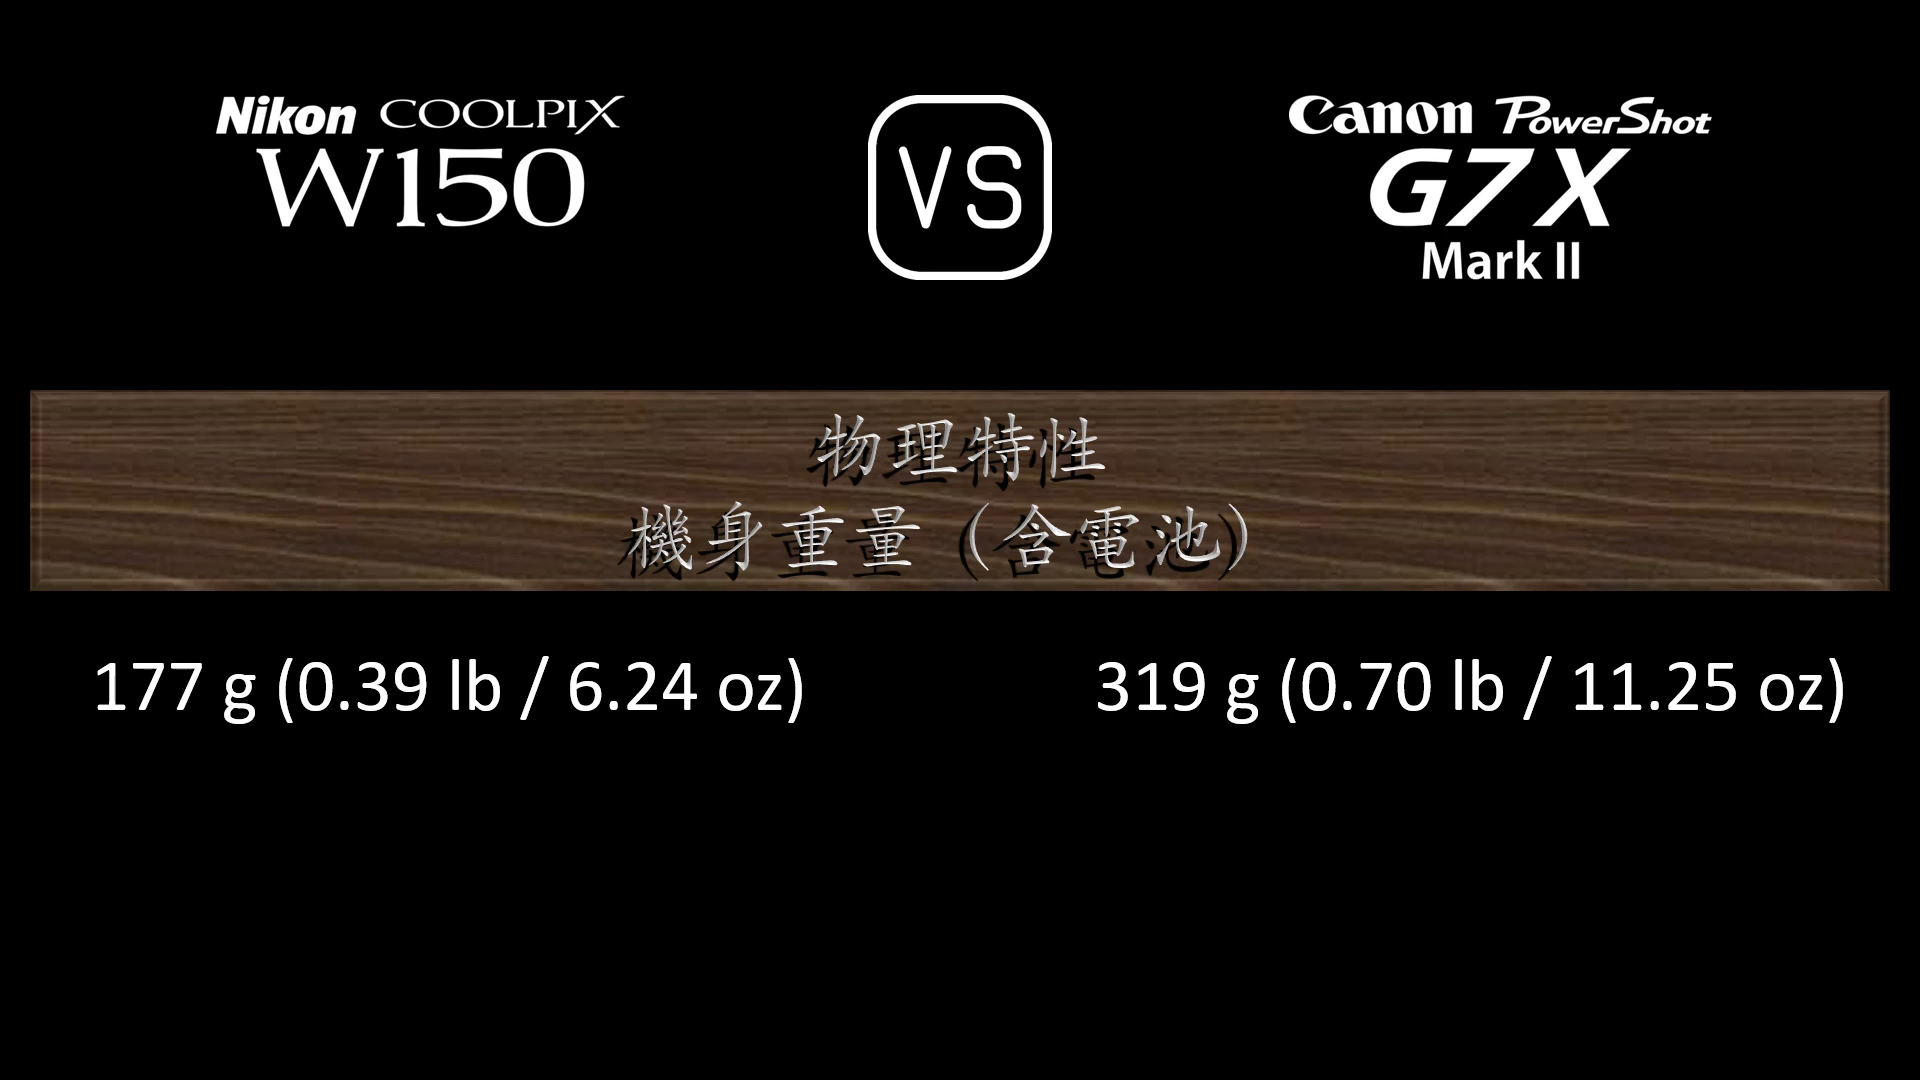 Nikon COOLPIX
W150
VS
Canon PowerShot
G7 X
Mark II
物理特性
機身重量（含電池）
177 g (0.39 lb / 6.24 oz)
319 g (0.70 lb / 11.25 oz)